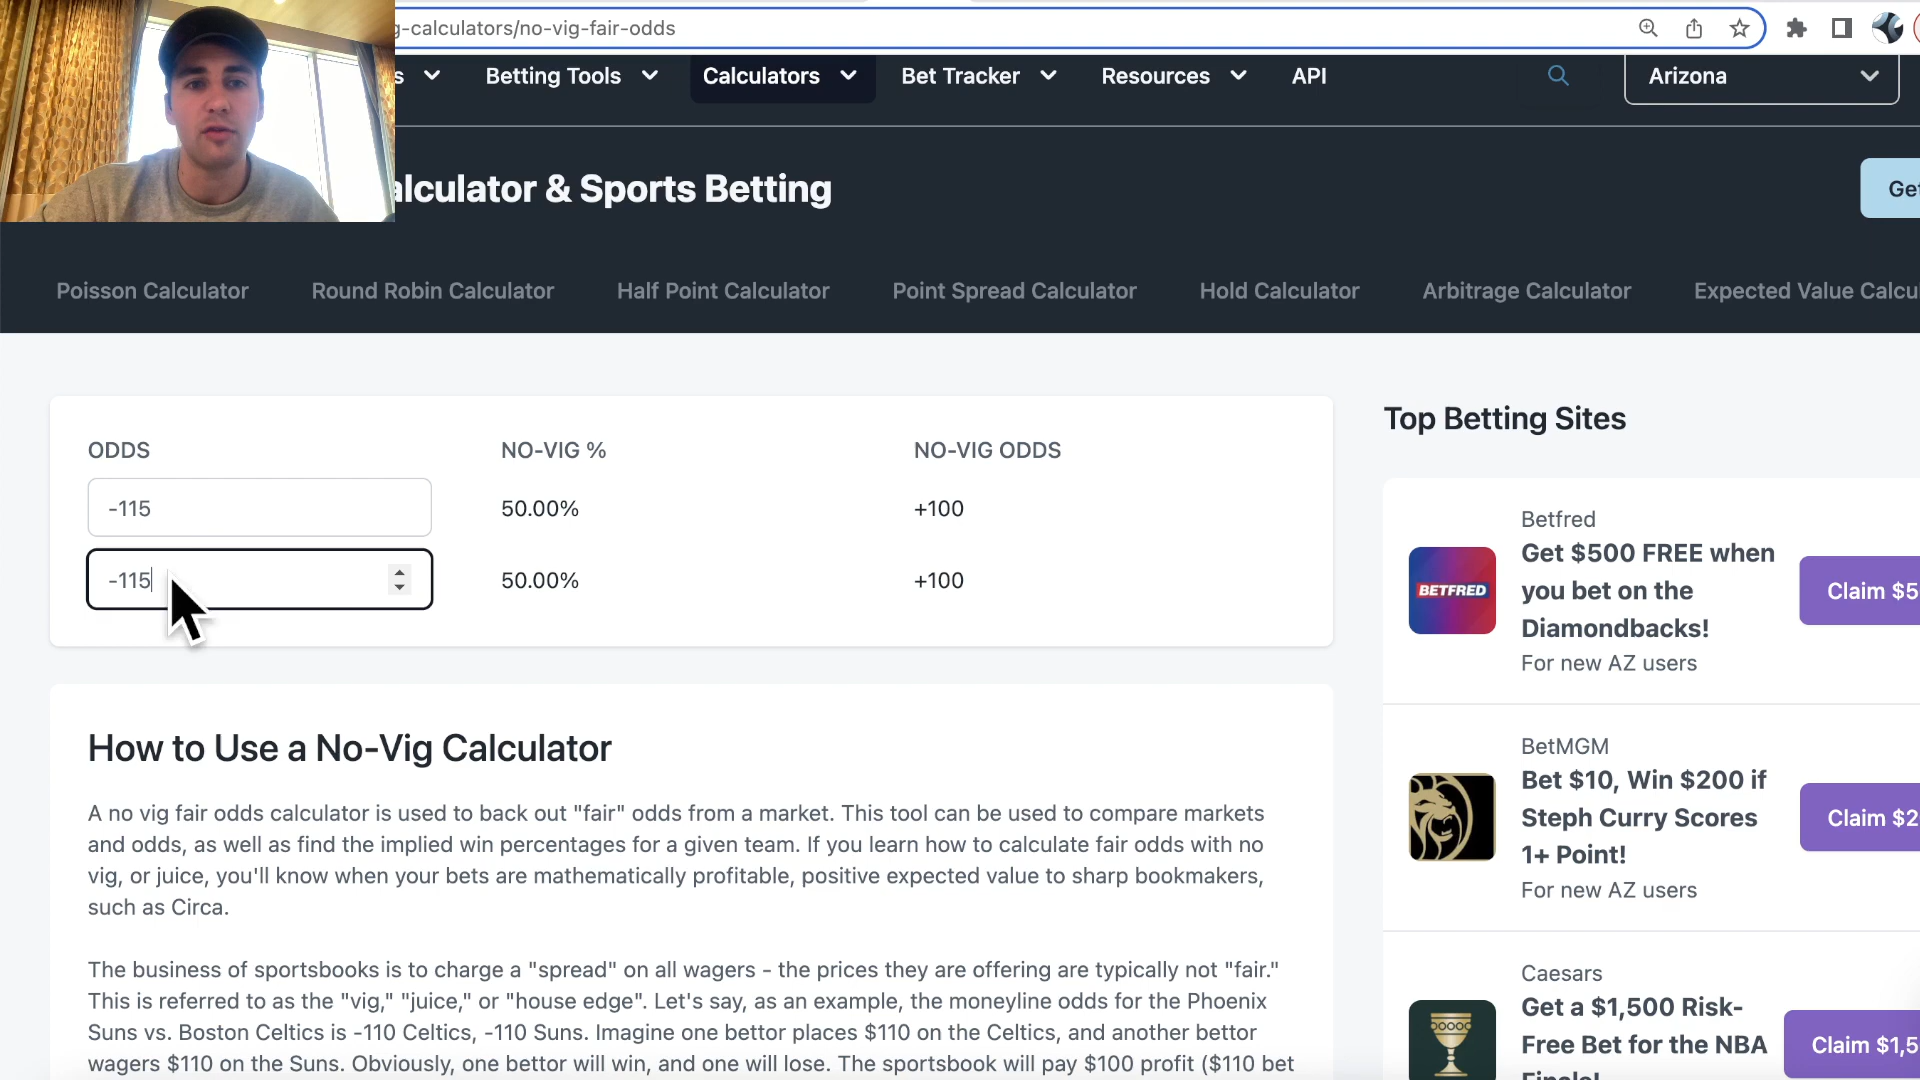 g-calculators/no-vig-fair-odds
s Betting Tools Calculators Bet Tracker Resources API Arizona
alculator & Sports Betting
Get
Poisson Calculator Round Robin Calculator Half Point Calculator Point Spread Calculator Hold Calculator Arbitrage Calculator Expected Value Calcu
ODDS NO-VIG % NO-VIG ODDS
-115 50.00% +100
-115 50.00% +100
How to Use a No-Vig Calculator
A no vig fair odds calculator is used to back out "fair" odds from a market. This tool can be used to compare markets
and odds, as well as find the implied win percentages for a given team. If you learn how to calculate fair odds with no
vig, or juice, you'll know when your bets are mathematically profitable, positive expected value to sharp bookmakers,
such as Circa.
The business of sportsbooks is to charge a "spread" on all wagers - the prices they are offering are typically not "fair."
This is referred to as the "vig," "juice," or "house edge". Let's say, as an example, the moneyline odds for the Phoenix
Suns vs. Boston Celtics is -110 Celtics, -110 Suns. Imagine one bettor places $110 on the Celtics, and another bettor
wagers $110 on the Suns. Obviously, one bettor will win, and one will lose. The sportsbook will pay $100 profit ($110 bet
Top Betting Sites
BETFRED
Betfred
Get $500 FREE when
you bet on the
Diamondbacks!
For new AZ users
Claim $5
BetMGM
Bet $10, Win $200 if
Steph Curry Scores
1+ Point!
For new AZ users
Claim $2
Caesars
Get a $1,500 Risk-
Free Bet for the NBA
Finals!
Claim $1,5